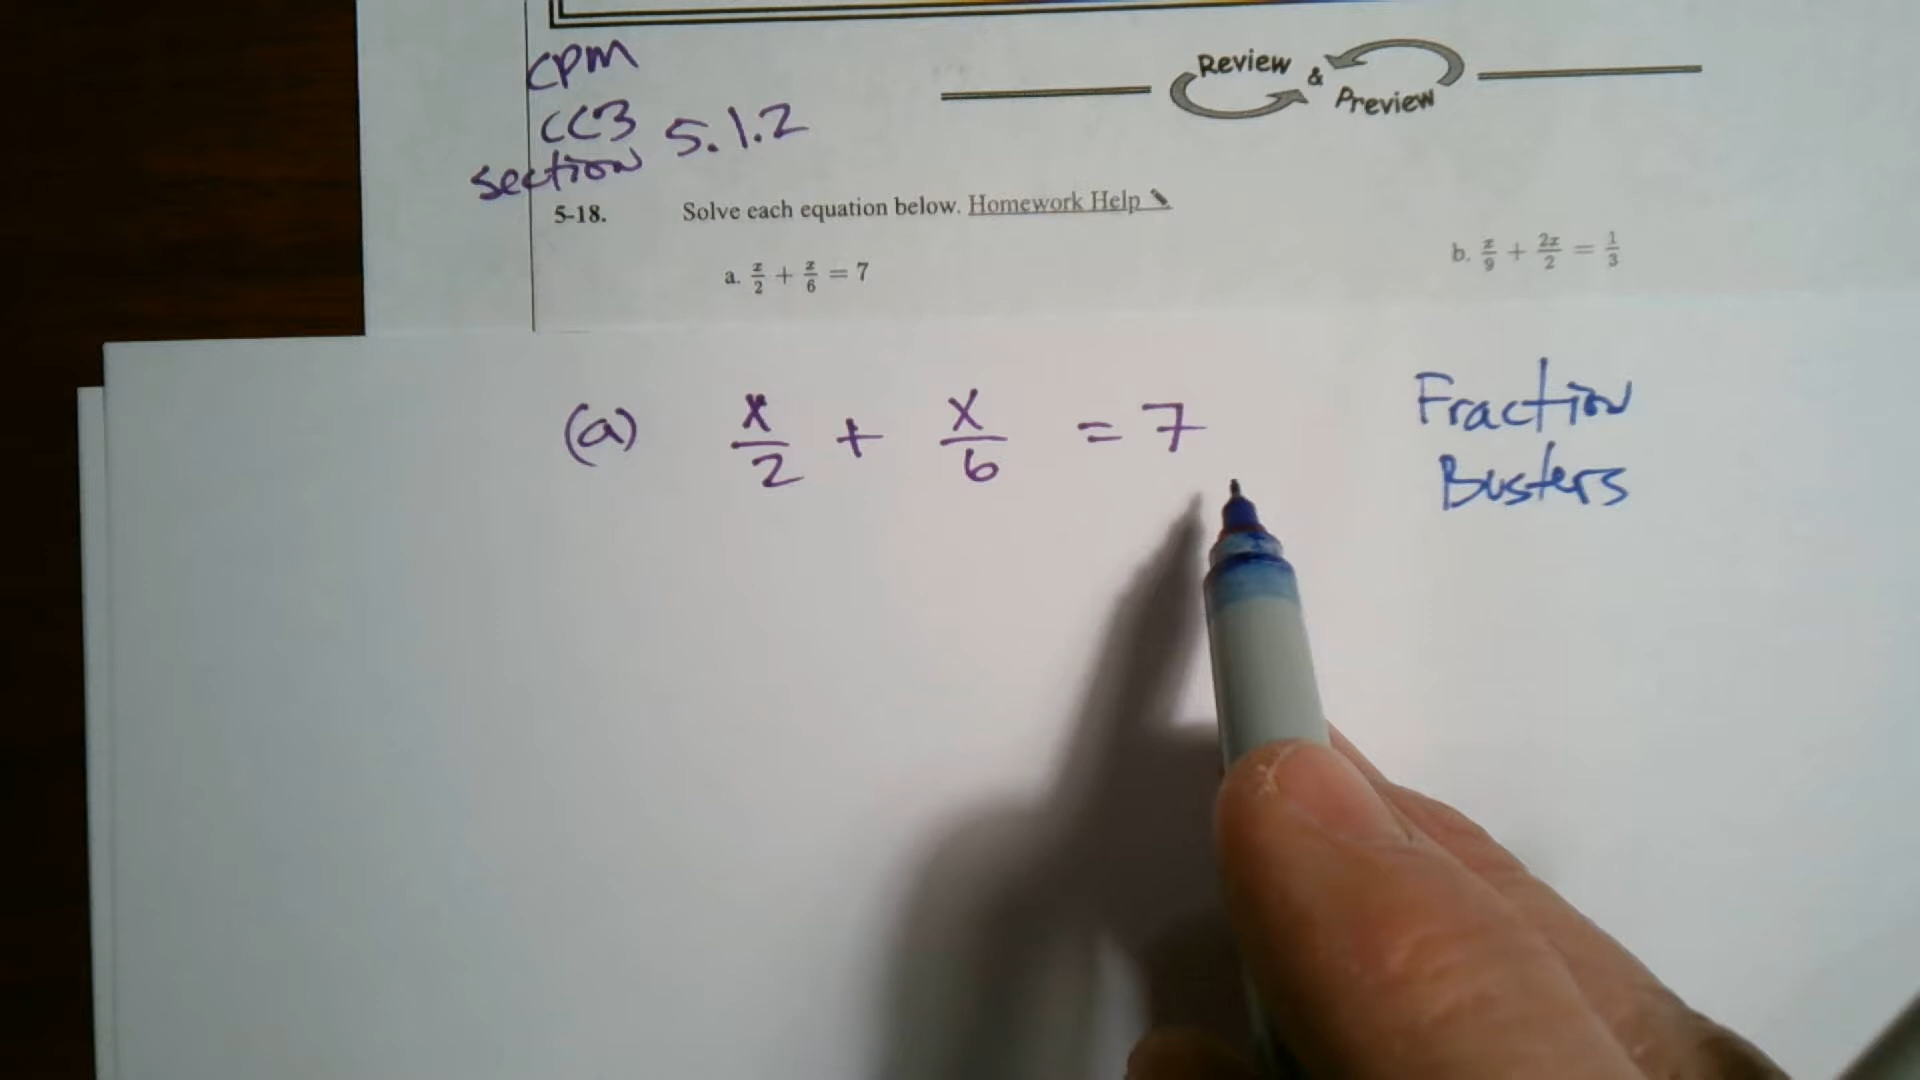 CPM
CC3
section 5.1.2
Review
&
Preview
5-18. Solve each equation below. Homework Help
a. x/2 + x/6 = 7
b. x/9 + 2x/2 = 1/3
(a) x/2 + x/6 = 7
Fraction
Busters